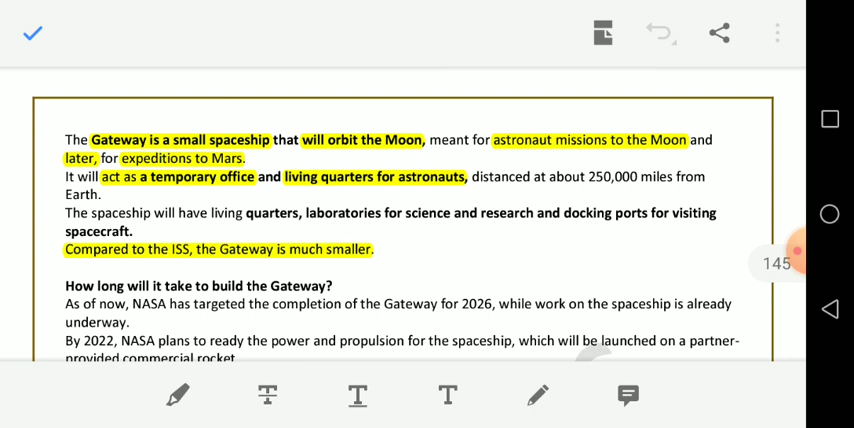 The Gateway is a small spaceship that will orbit the Moon, meant for astronaut missions to the Moon and
later, for expeditions to Mars.
It will act as a temporary office and living quarters for astronauts, distanced at about 250,000 miles from
Earth.
The spaceship will have living quarters, laboratories for science and research and docking ports for visiting
spacecraft.
Compared to the ISS, the Gateway is much smaller.
145
How long will it take to build the Gateway?
As of now, NASA has targeted the completion of the Gateway for 2026, while work on the spaceship is already
underway.
By 2022, NASA plans to ready the power and propulsion for the spaceship, which will be launched on a partner-
provided commercial rocket